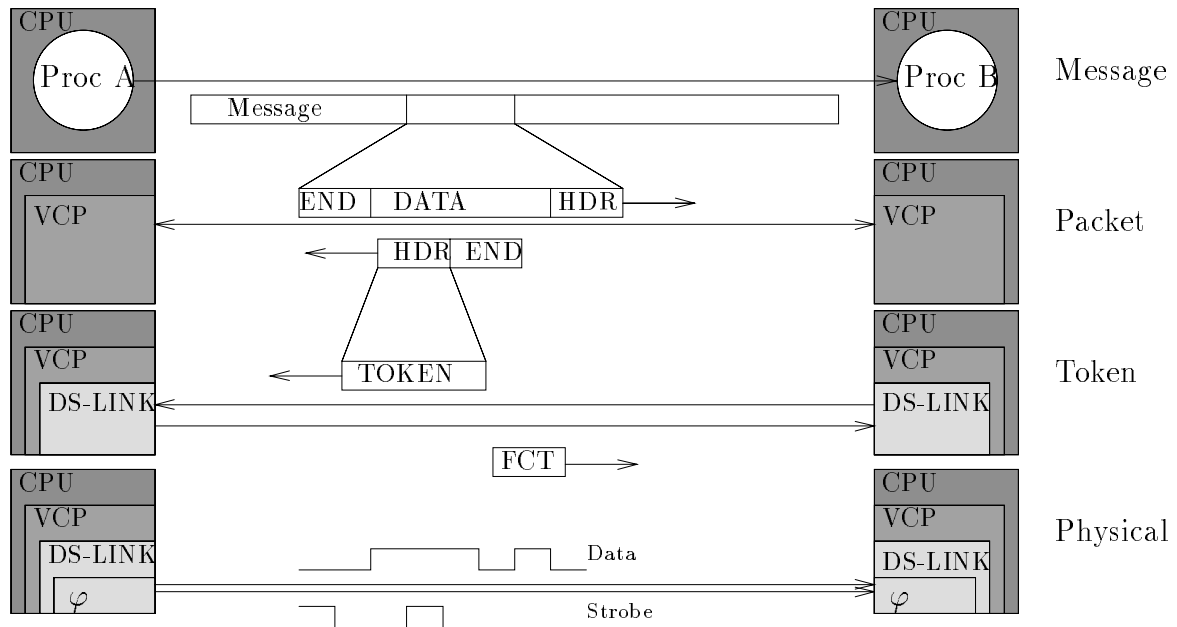 CPU
CPU
Proc A
Proc B
Message
Message
CPU
CPU
END DATA HDR
VCP
VCP
Packet
HDR END
CPU
CPU
VCP
VCP
Token
TOKEN
DS-LINK
DS-LINK
FCT
CPU
CPU
VCP
VCP
Physical
DS-LINK
Data
DS-LINK
φ
φ
Strobe